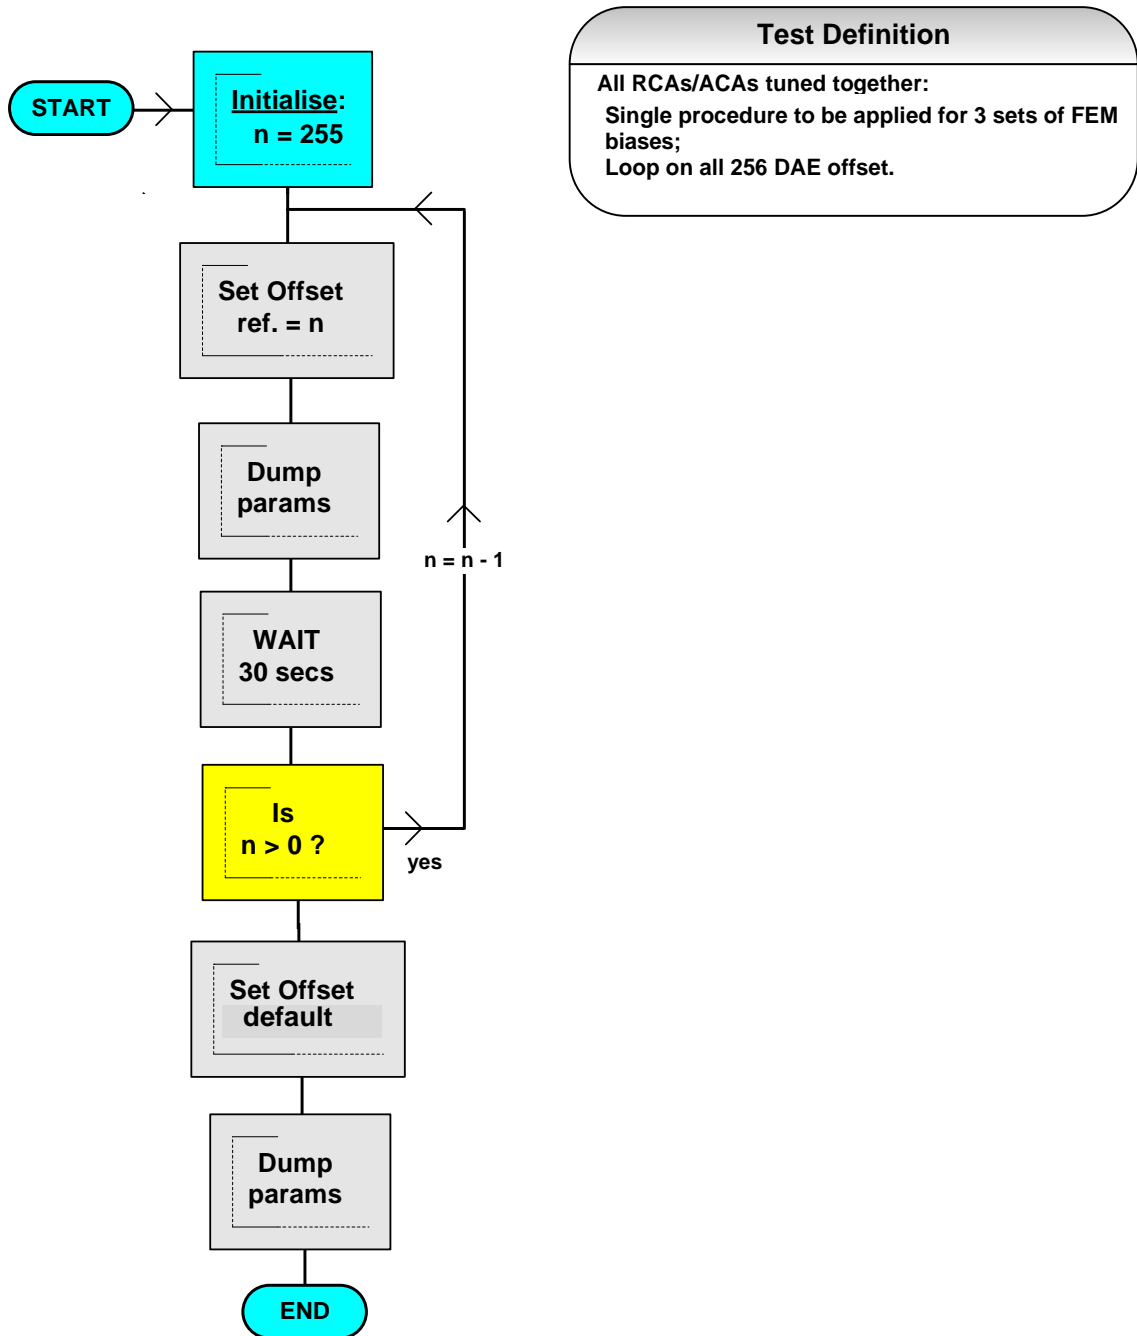 Test Definition
All RCAs/ACAs tuned together:
Single procedure to be applied for 3 sets of FEM
biases;
Loop on all 256 DAE offset.
START
Initialise:
n = 255
Set Offset
ref. = n
Dump
params
n = n - 1
WAIT
30 secs
Is
n > 0 ?
yes
Set Offset
default
Dump
params
END